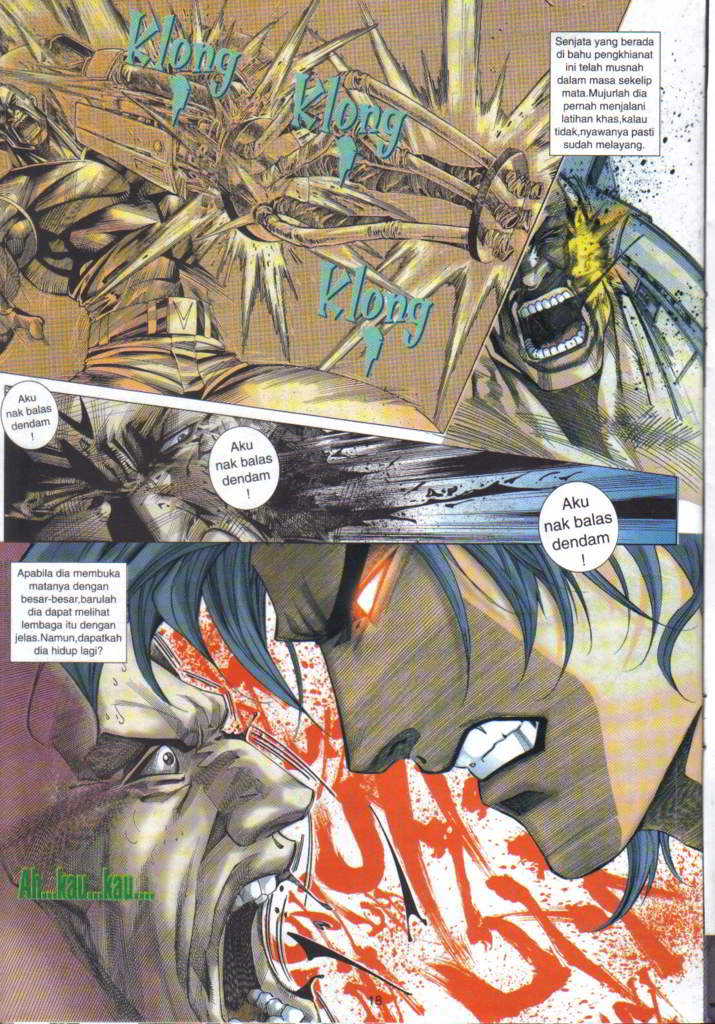 Klong
!
Klong
!
Klong
!
Senjata yang berada
di bahu pengkhianat
ini telah musnah
dalam masa sekelip
mata.Mujurlah dia
pernah menjalani
latihan khas,kalau
tidak,nyawanya pasti
sudah melayang.
Aku
nak balas
dendam
!
Aku
nak balas
dendam
!
Aku
nak balas
dendam
!
Apabila dia membuka
matanya dengan
besar-besar,barulah
dia dapat melihat
lembaga itu dengan
jelas.Namun,dapatkah
dia hidup lagi?
Ah...kau...kau....
18